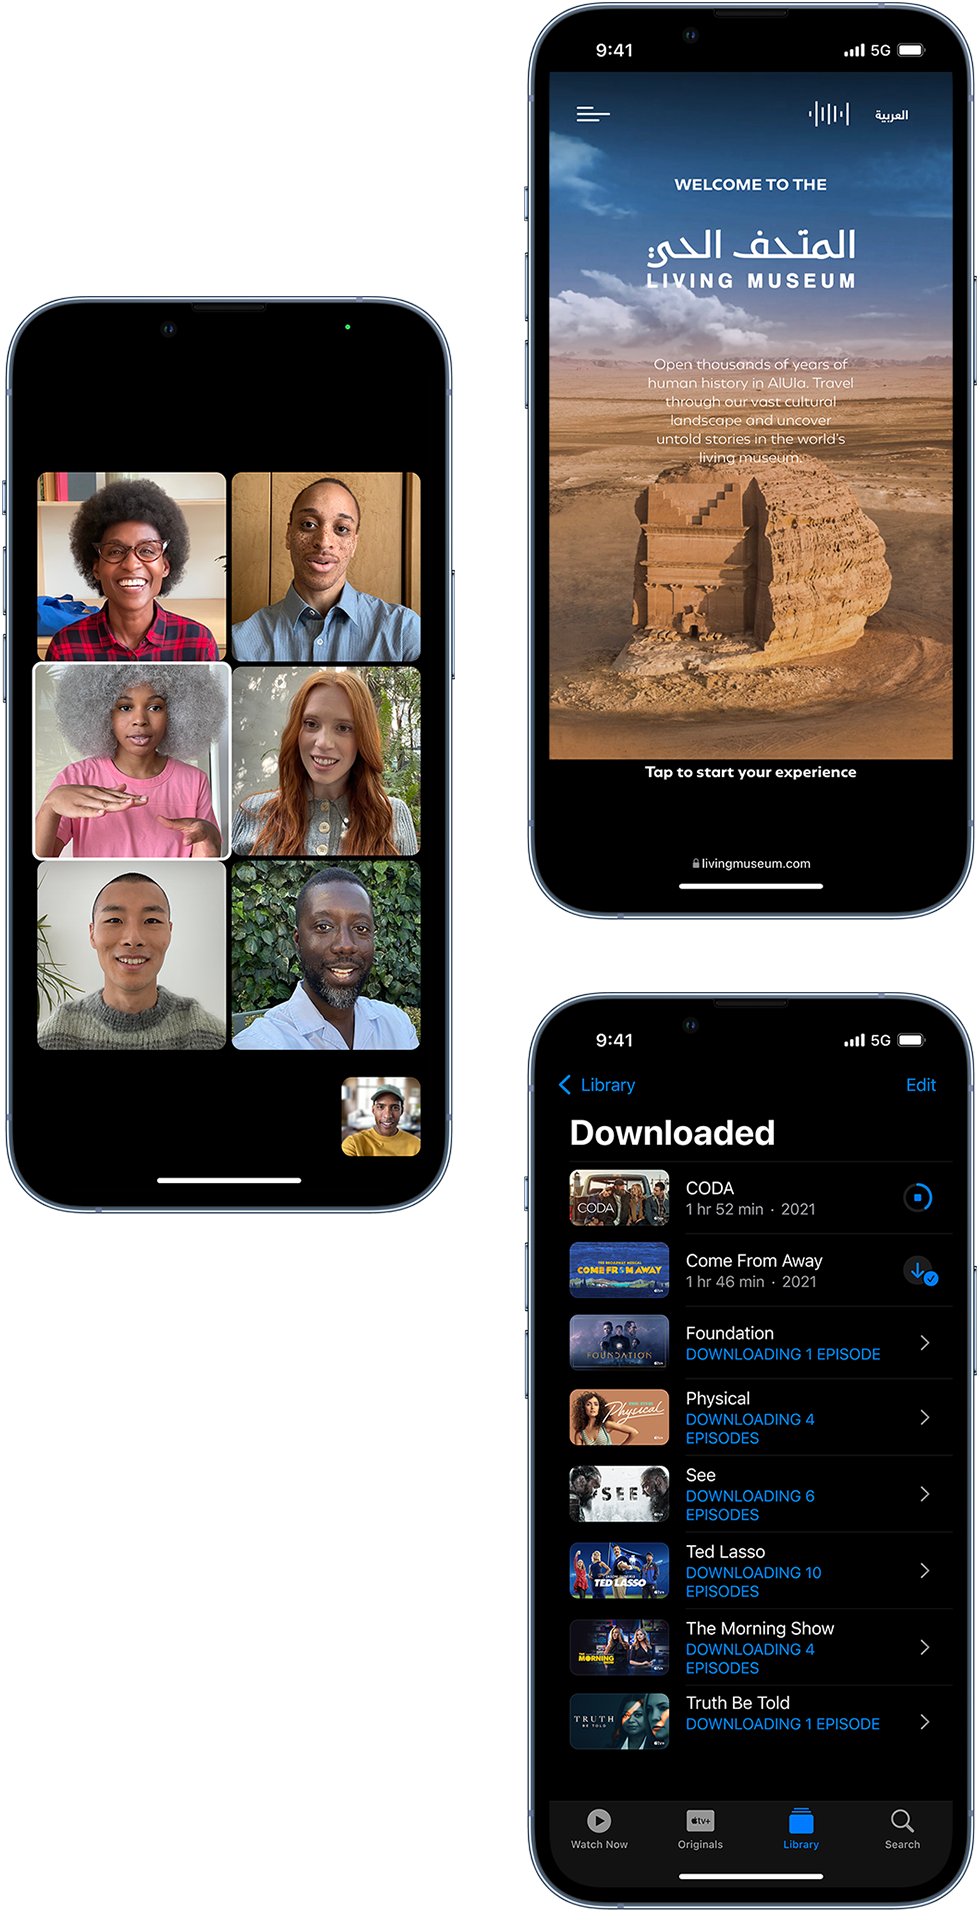 9:41
5G
العربية
WELCOME TO THE
المتحف الحي
LIVING MUSEUM
Open thousands of years of
human history in AlUla. Travel
through our vast cultural
landscape and uncover
untold stories in the world's
living museum.
Tap to start your experience
livingmuseum.com
9:41
5G
Library
Edit
Downloaded
CODA
CODA
1 hr 52 min · 2021
THE BROADWAY MUSICAL
COME FROM AWAY
Come From Away
1 hr 46 min · 2021
FOUNDATION
Foundation
DOWNLOADING 1 EPISODE
Physical
Physical
DOWNLOADING 4
EPISODES
SEE
See
DOWNLOADING 6
EPISODES
TED LASSO
Ted Lasso
DOWNLOADING 10
EPISODES
THE
MORNING
SHOW
The Morning Show
DOWNLOADING 4
EPISODES
TRUTH
BE TOLD
Truth Be Told
DOWNLOADING 1 EPISODE
tv+
Watch Now
Originals
Library
Search